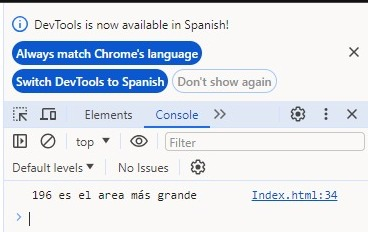 DevTools is now available in Spanish!
Always match Chrome's language
Switch DevTools to Spanish Don't show again
Elements Console
top Filter
Default levels No Issues
196 es el area más grande Index.html:34